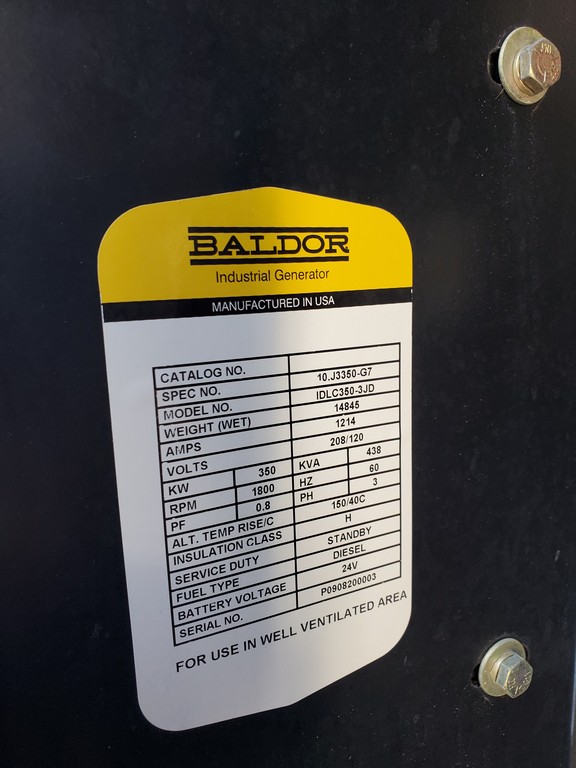 BALDOR
Industrial Generator
MANUFACTURED IN USA
CATALOG NO.
SPEC NO. 10.J3350-G7
MODEL NO. IDLC350-3JD
WEIGHT (WET) 14845
AMPS 1214
VOLTS 208/120
KW 350 KVA 438
RPM 1800 HZ 60
PF 0.8 PH 3
ALT. TEMP RISE/C 150/40C
INSULATION CLASS H
SERVICE DUTY STANDBY
FUEL TYPE DIESEL
BATTERY VOLTAGE 24V
SERIAL NO. P0908200003
FOR USE IN WELL VENTILATED AREA